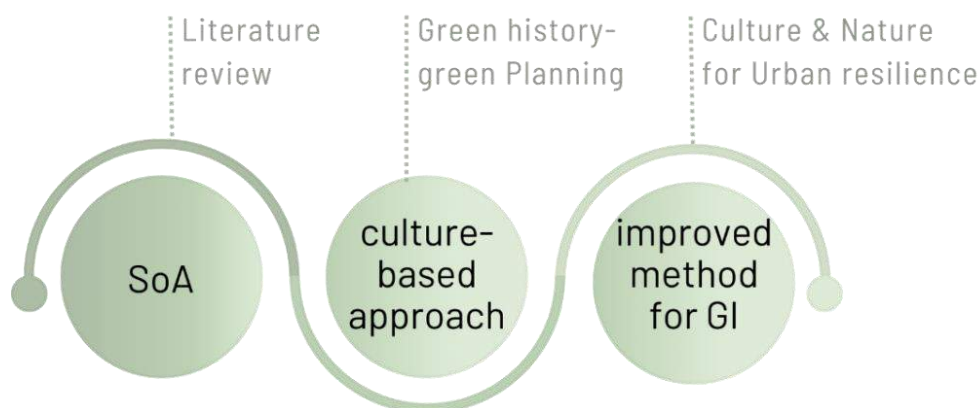 Literature
review
Green history-
green Planning
Culture & Nature
for Urban resilience
SoA
culture-
based
approach
improved
method
for GI